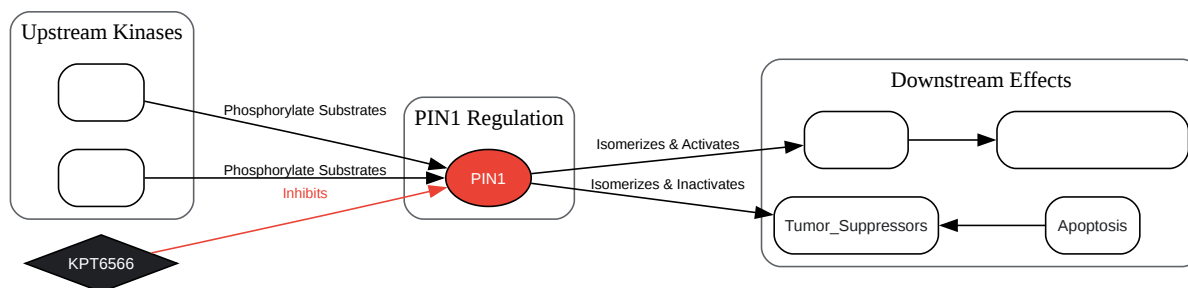 Upstream Kinases
Phosphorylate Substrates
Phosphorylate Substrates
Inhibits
KPT6566
PIN1 Regulation
PIN1
Isomerizes & Activates
Isomerizes & Inactivates
Downstream Effects
Tumor_Suppressors
Apoptosis